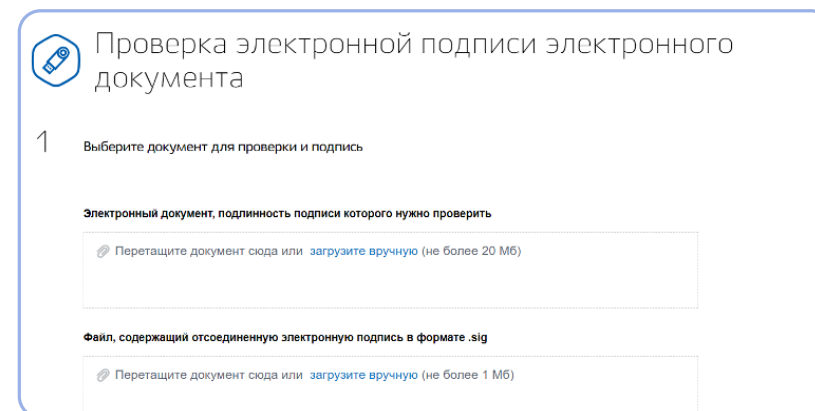 Проверка электронной подписи электронного
документа
1
Выберите документ для проверки и подпись
Электронный документ, подлинность подписи которого нужно проверить
Перетащите документ сюда или загрузите вручную (не более 20 Мб)
Файл, содержащий отсоединенную электронную подпись в формате .sig
Перетащите документ сюда или загрузите вручную (не более 1 Мб)